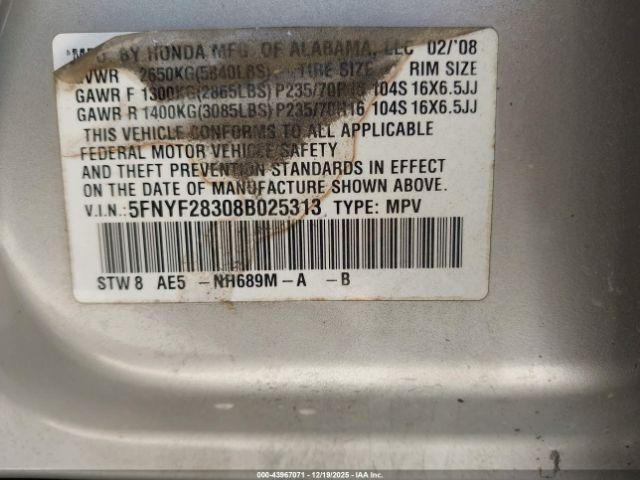 MFG. BY HONDA MFG. OF ALABAMA, LLC 02/'08
GVWR 2650KG(5840LBS) TIRE SIZE RIM SIZE
GAWR F 1300KG(2865LBS) P235/70R16 104S 16X6.5JJ
GAWR R 1400KG(3085LBS) P235/70R16 104S 16X6.5JJ
THIS VEHICLE CONFORMS TO ALL APPLICABLE
FEDERAL MOTOR VEHICLE SAFETY
AND THEFT PREVENTION STANDARDS IN EFFECT
ON THE DATE OF MANUFACTURE SHOWN ABOVE.
V.I.N.: 5FNYF28308B025313 TYPE: MPV
STW8 AE5 -NH689M-A -B
000-43967071 - 12/19/2025 - IAA Inc.